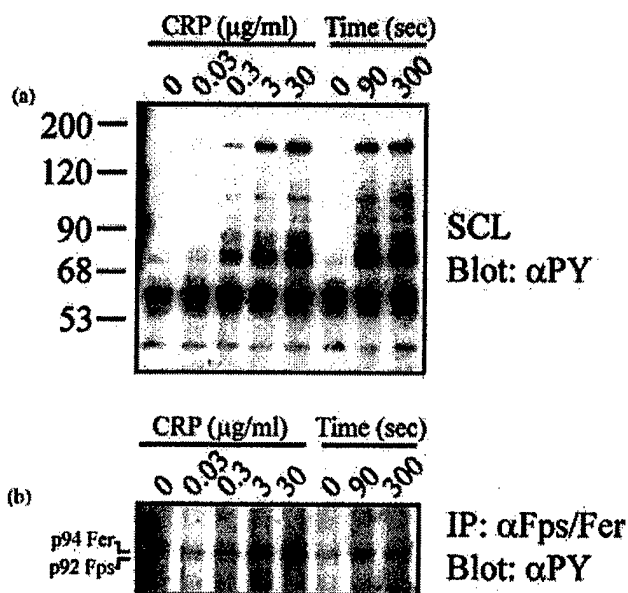 CRP (µg/ml) Time (sec)
0 0.03 0.3 3 30 0 90 300
(a)
200
120
90
68
53
SCL
Blot: αPY
CRP (µg/ml) Time (sec)
0 0.03 0.3 3 30 0 90 300
(b)
p94 Fer
p92 Fps
IP: αFps/Fer
Blot: αPY